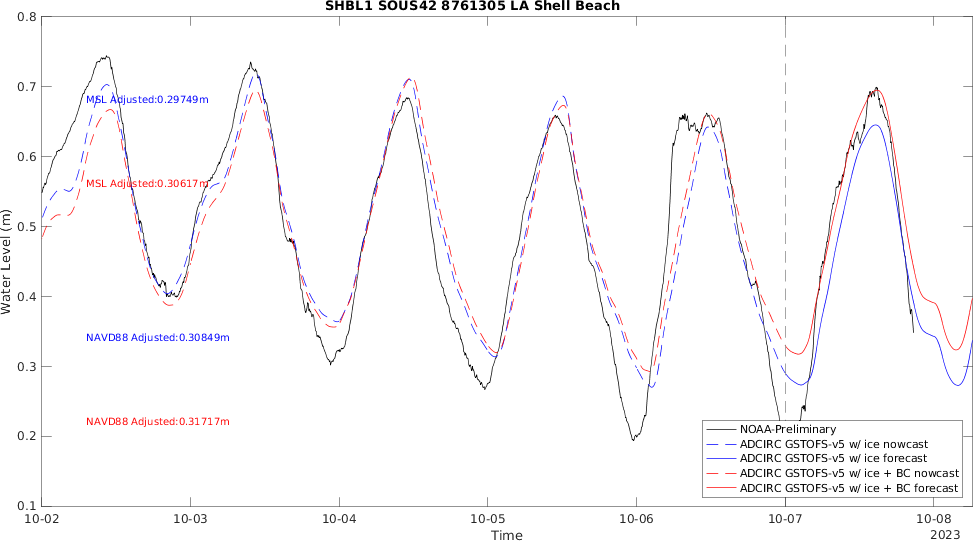 SHBL1 SOUS42 8761305 LA Shell Beach
Water Level (m)
0.8
0.7
0.6
0.5
0.4
0.3
0.2
0.1
MSL Adjusted:0.29749m
MSL Adjusted:0.30617m
NAVD88 Adjusted:0.30849m
NAVD88 Adjusted:0.31717m
NOAA-Preliminary
ADCIRC GSTOFS-v5 w/ ice nowcast
ADCIRC GSTOFS-v5 w/ ice forecast
ADCIRC GSTOFS-v5 w/ ice + BC nowcast
ADCIRC GSTOFS-v5 w/ ice + BC forecast
10-02 10-03 10-04 10-05 10-06 10-07 10-08
Time
2023